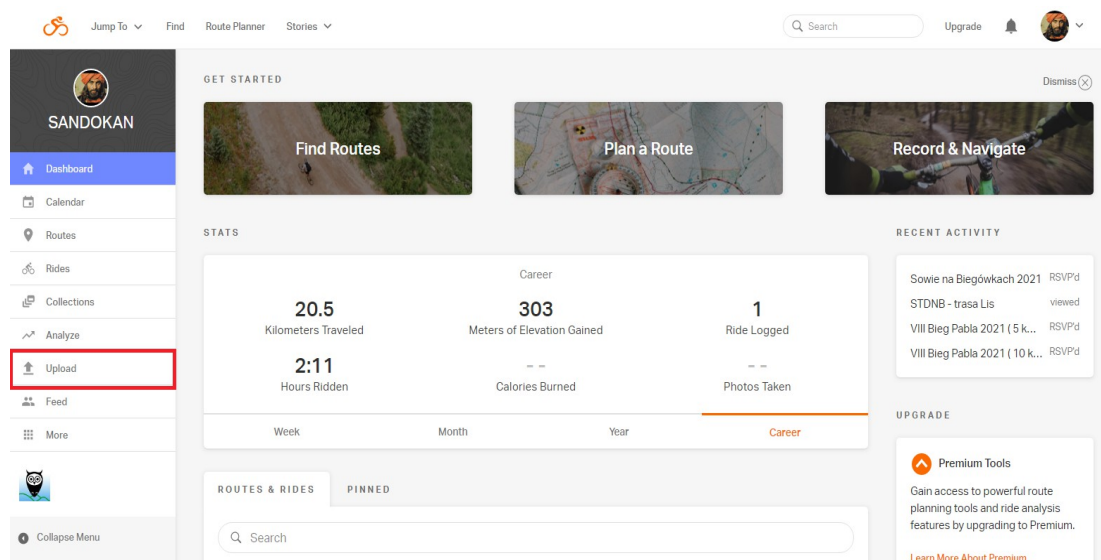 Jump To Find Route Planner Stories Search Upgrade
SANDOKAN
Dashboard
Calendar
Routes
Rides
Collections
Analyze
Upload
Feed
More
Collapse Menu
GET STARTED Dismiss
Find Routes Plan a Route Record & Navigate
STATS
Career
20.5 303 1
Kilometers Traveled Meters of Elevation Gained Ride Logged
2:11 -- --
Hours Ridden Calories Burned Photos Taken
Week Month Year Career
ROUTES & RIDES PINNED
Search
RECENT ACTIVITY
Sowie na Biegówkach 2021 RSVP'd
STDNB - trasa Lis viewed
VIII Bieg Pabla 2021 ( 5 k... RSVP'd
VIII Bieg Pabla 2021 ( 10 k... RSVP'd
UPGRADE
Premium Tools
Gain access to powerful route
planning tools and ride analysis
features by upgrading to Premium.
Learn More About Premium